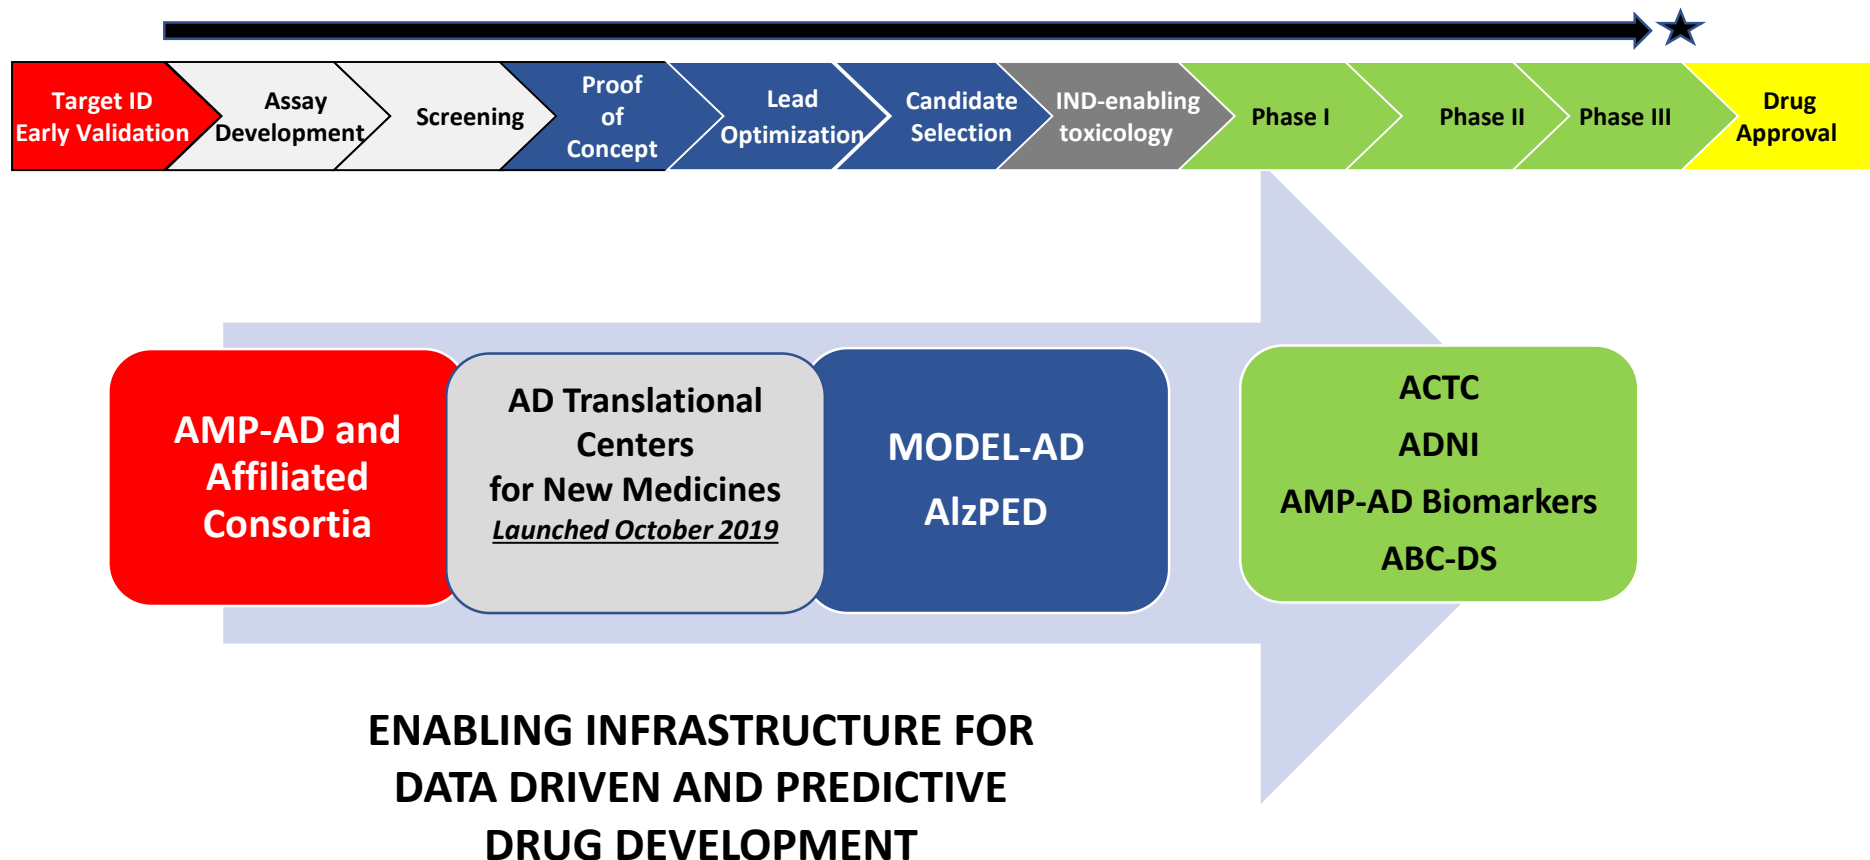 Target ID
Early Validation
Assay
Development
Screening
Proof
of
Concept
Lead
Optimization
Candidate
Selection
IND-enabling
toxicology
Phase I
Phase II
Phase III
Drug
Approval
AMP-AD and
Affiliated
Consortia
AD Translational
Centers
for New Medicines
Launched October 2019
MODEL-AD
AlzPED
ACTC
ADNI
AMP-AD Biomarkers
ABC-DS
ENABLING INFRASTRUCTURE FOR
DATA DRIVEN AND PREDICTIVE
DRUG DEVELOPMENT